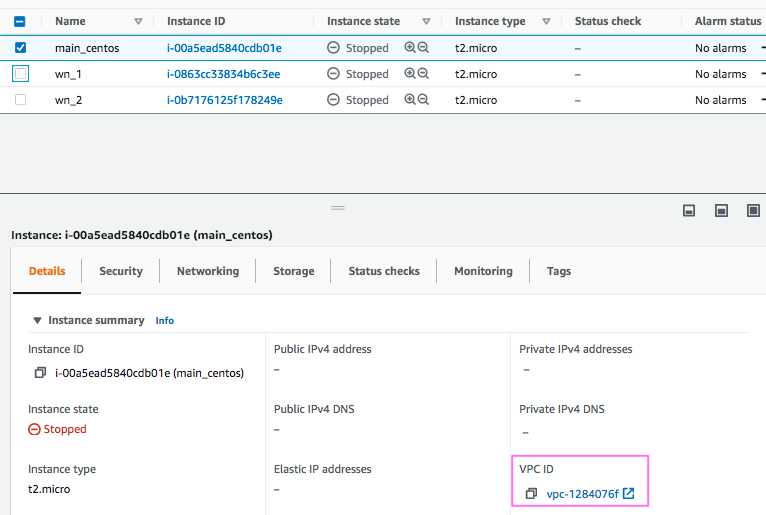 Name Instance ID Instance state Instance type Status check Alarm status
main_centos i-00a5ead5840cdb01e Stopped t2.micro – No alarms
wn_1 i-0863cc33834b6c3ee Stopped t2.micro – No alarms
wn_2 i-0b7176125f178249e Stopped t2.micro – No alarms
Instance: i-00a5ead5840cdb01e (main_centos)
Details Security Networking Storage Status checks Monitoring Tags
Instance summary Info
Instance ID Public IPv4 address Private IPv4 addresses
i-00a5ead5840cdb01e (main_centos) – –
Instance state Public IPv4 DNS Private IPv4 DNS
Stopped – –
Instance type Elastic IP addresses VPC ID
t2.micro – vpc-1284076f